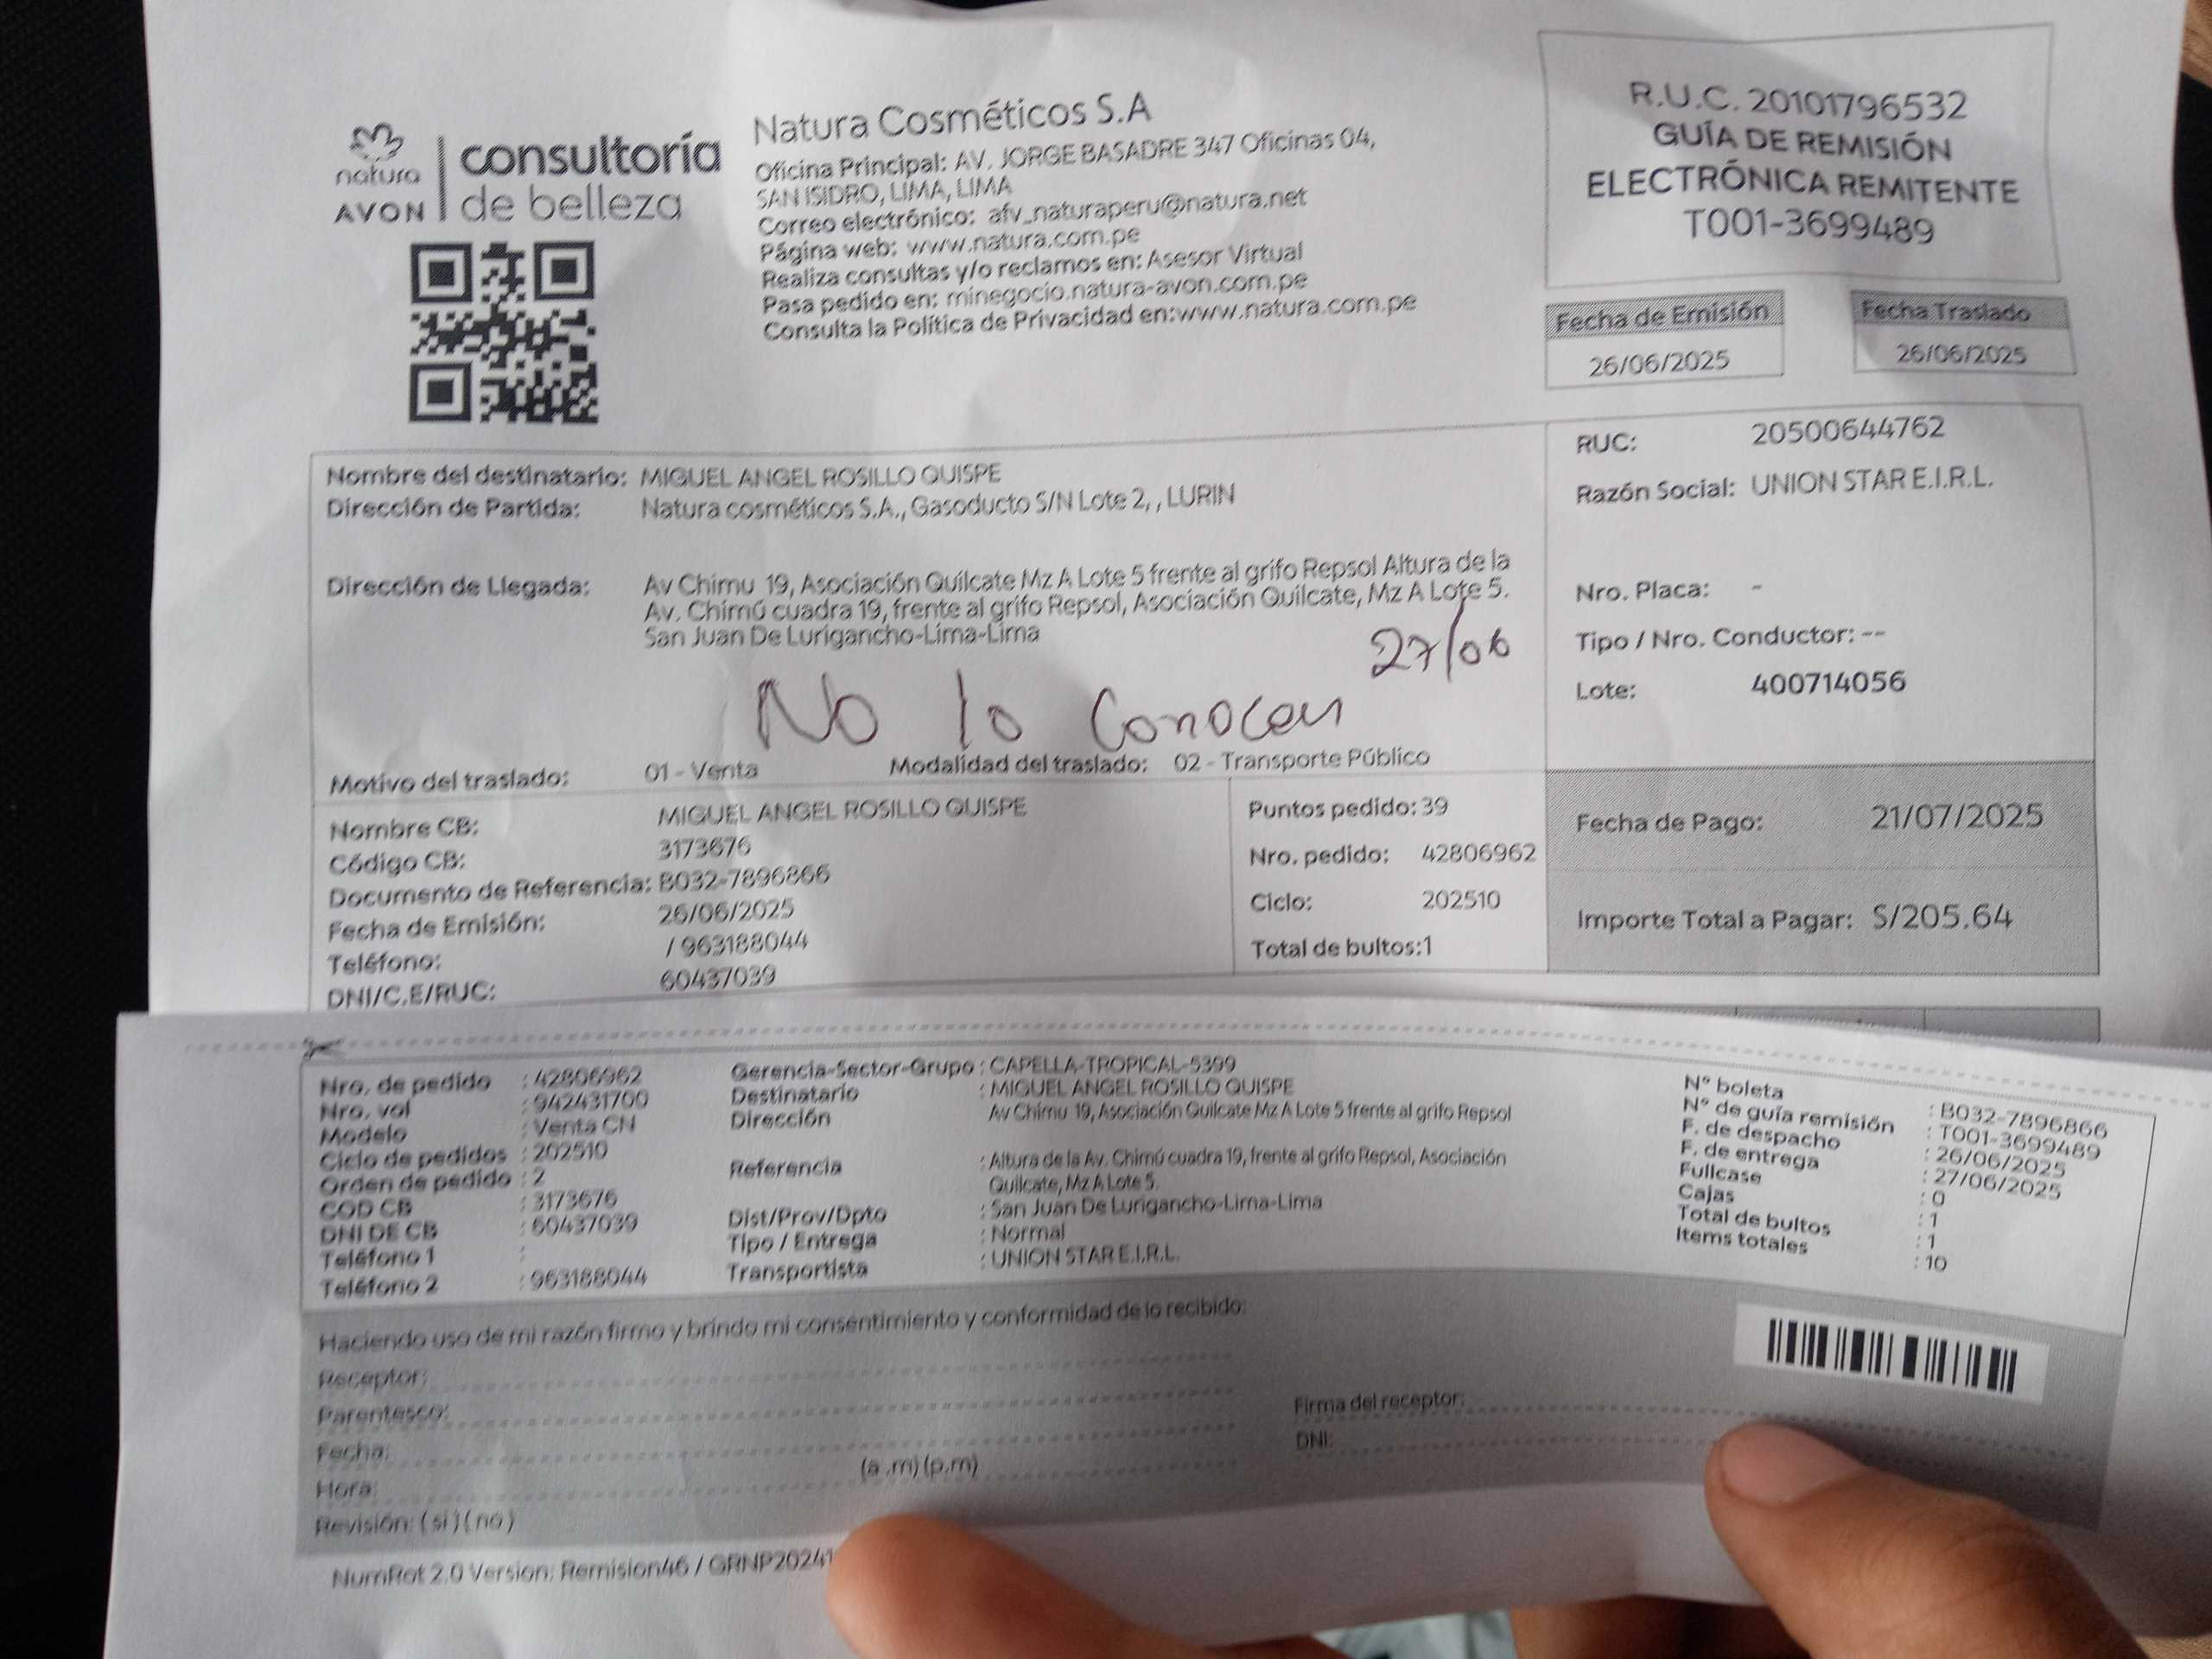 natura
AVON
consultoría
de belleza
Natura Cosméticos S.A
Oficina Principal: AV. JORGE BASADRE 347 Oficinas 04,
SAN ISIDRO, LIMA, LIMA
Correo electrónico: afv_naturaperu@natura.net
Página web: www.natura.com.pe
Realiza consultas y/o reclamos en: Asesor Virtual
Pasa pedido en: minegocio.natura-avon.com.pe
Consulta la Política de Privacidad en:www.natura.com.pe
R.U.C. 20101796532
GUÍA DE REMISIÓN
ELECTRÓNICA REMITENTE
T001-3699489
Fecha de Emisión
26/06/2025
Fecha Traslado
26/06/2025
Nombre del destinatario: MIGUEL ANGEL ROSILLO QUISPE
Dirección de Partida: Natura cosméticos S.A., Gasoducto S/N Lote 2, , LURIN
Dirección de Llegada: Av Chimu 19, Asociación Quilcate Mz A Lote 5 frente al grifo Repsol Altura de la
Av. Chimú cuadra 19, frente al grifo Repsol, Asociación Quilcate, Mz A Lote 5.
San Juan De Lurigancho-Lima-Lima
27/06
No lo Conocen
Motivo del traslado: 01 - Venta Modalidad del traslado: 02 - Transporte Público
RUC: 20500644762
Razón Social: UNION STAR E.I.R.L.
Nro. Placa: -
Tipo / Nro. Conductor: --
Lote: 400714056
Nombre CB: MIGUEL ANGEL ROSILLO QUISPE
Código CB: 3173676
Documento de Referencia: B032-7896866
Fecha de Emisión: 26/06/2025
Teléfono: / 963188044
DNI/C.E/RUC: 60437039
Puntos pedido: 39
Nro. pedido: 42806962
Ciclo: 202510
Total de bultos:1
Fecha de Pago: 21/07/2025
Importe Total a Pagar: S/205.64
Nro. de pedido : 42806962
Nro. vol : 942431700
Modelo : Venta CN
Ciclo de pedidos : 202510
Orden de pedido : 2
COD CB : 3173676
DNI DE CB : 60437039
Teléfono 1 :
Teléfono 2 : 963188044
Gerencia-Sector-Grupo : CAPELLA-TROPICAL-5399
Destinatario : MIGUEL ANGEL ROSILLO QUISPE
Dirección Av Chimu 19, Asociación Quilcate Mz A Lote 5 frente al grifo Repsol
Referencia : Altura de la Av. Chimú cuadra 19, frente al grifo Repsol, Asociación
Quilcate, Mz A Lote 5.
Dist/Prov/Dpto : San Juan De Lurigancho-Lima-Lima
Tipo / Entrega : Normal
Transportista : UNION STAR E.I.R.L.
N° boleta : B032-7896866
N° de guía remisión : T001-3699489
F. de despacho : 26/06/2025
F. de entrega : 27/06/2025
Fullcase : 0
Cajas : 1
Total de bultos : 1
Items totales : 10
Haciendo uso de mi razón firmo y brindo mi consentimiento y conformidad de lo recibido:
Receptor:
Parentesco:
Fecha:
Hora: (a .m) (p.m)
Revisión: ( si ) ( no )
Firma del receptor:
DNI:
NumRot 2.0 Version: Remision46 / GRNP20241